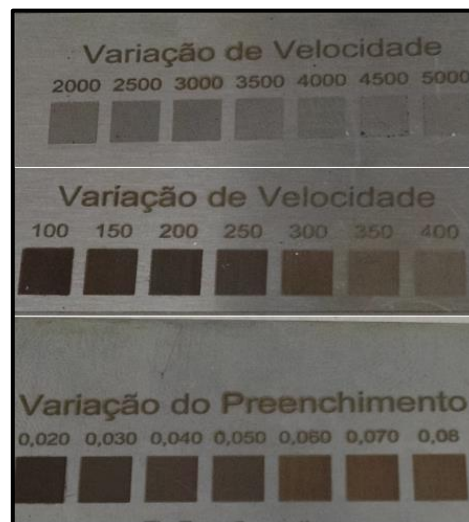 Variação de Velocidade
2000 2500 3000 3500 4000 4500 5000
Variação de Velocidade
100 150 200 250 300 350 400
Variação do Preenchimento
0,020 0,030 0,040 0,050 0,060 0,070 0,08